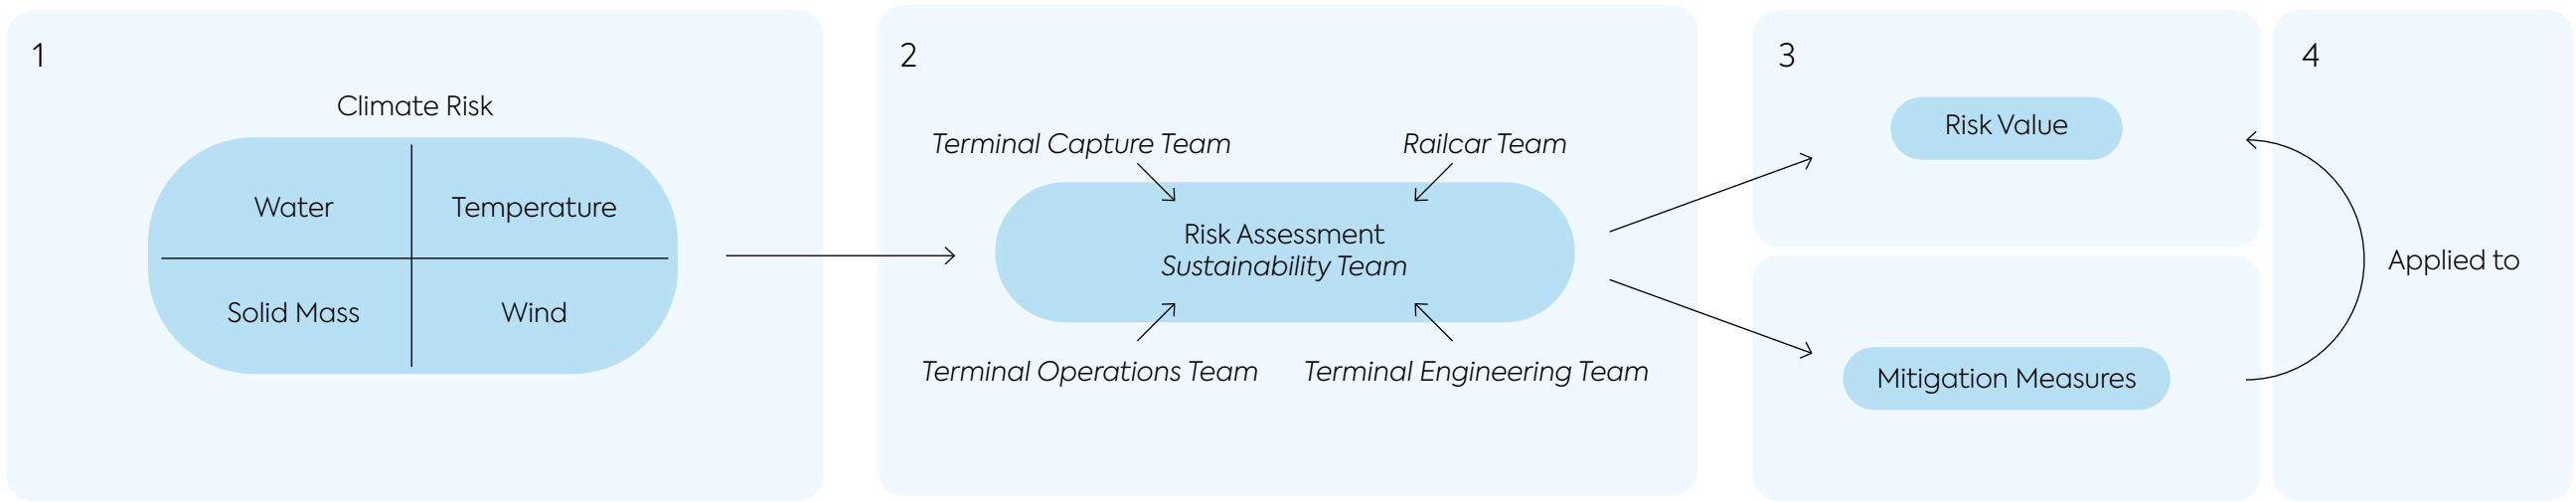 1
Climate Risk
Water
Temperature
Solid Mass
Wind
2
Terminal Capture Team
Railcar Team
Risk Assessment
Sustainability Team
Terminal Operations Team
Terminal Engineering Team
3
Risk Value
Mitigation Measures
4
Applied to